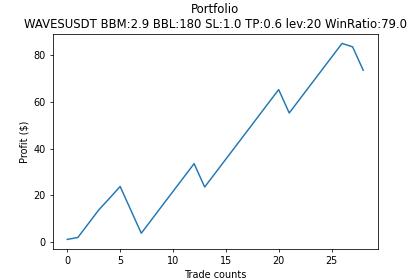 Portfolio
WAVESUSDT BBM:2.9 BBL:180 SL:1.0 TP:0.6 lev:20 WinRatio:79.0
Profit ($)
80
60
40
20
0
0 5 10 15 20 25
Trade counts